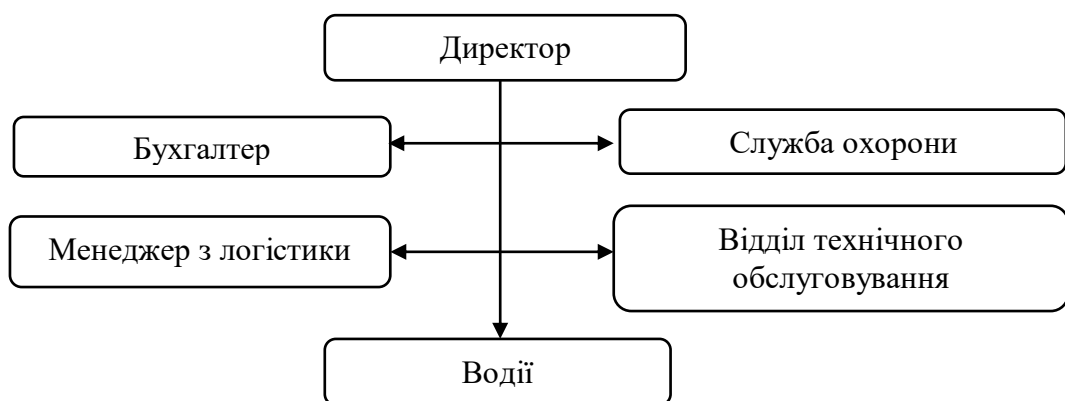 Директор
Бухгалтер
Служба охорони
Менеджер з логістики
Відділ технічного
обслуговування
Водії